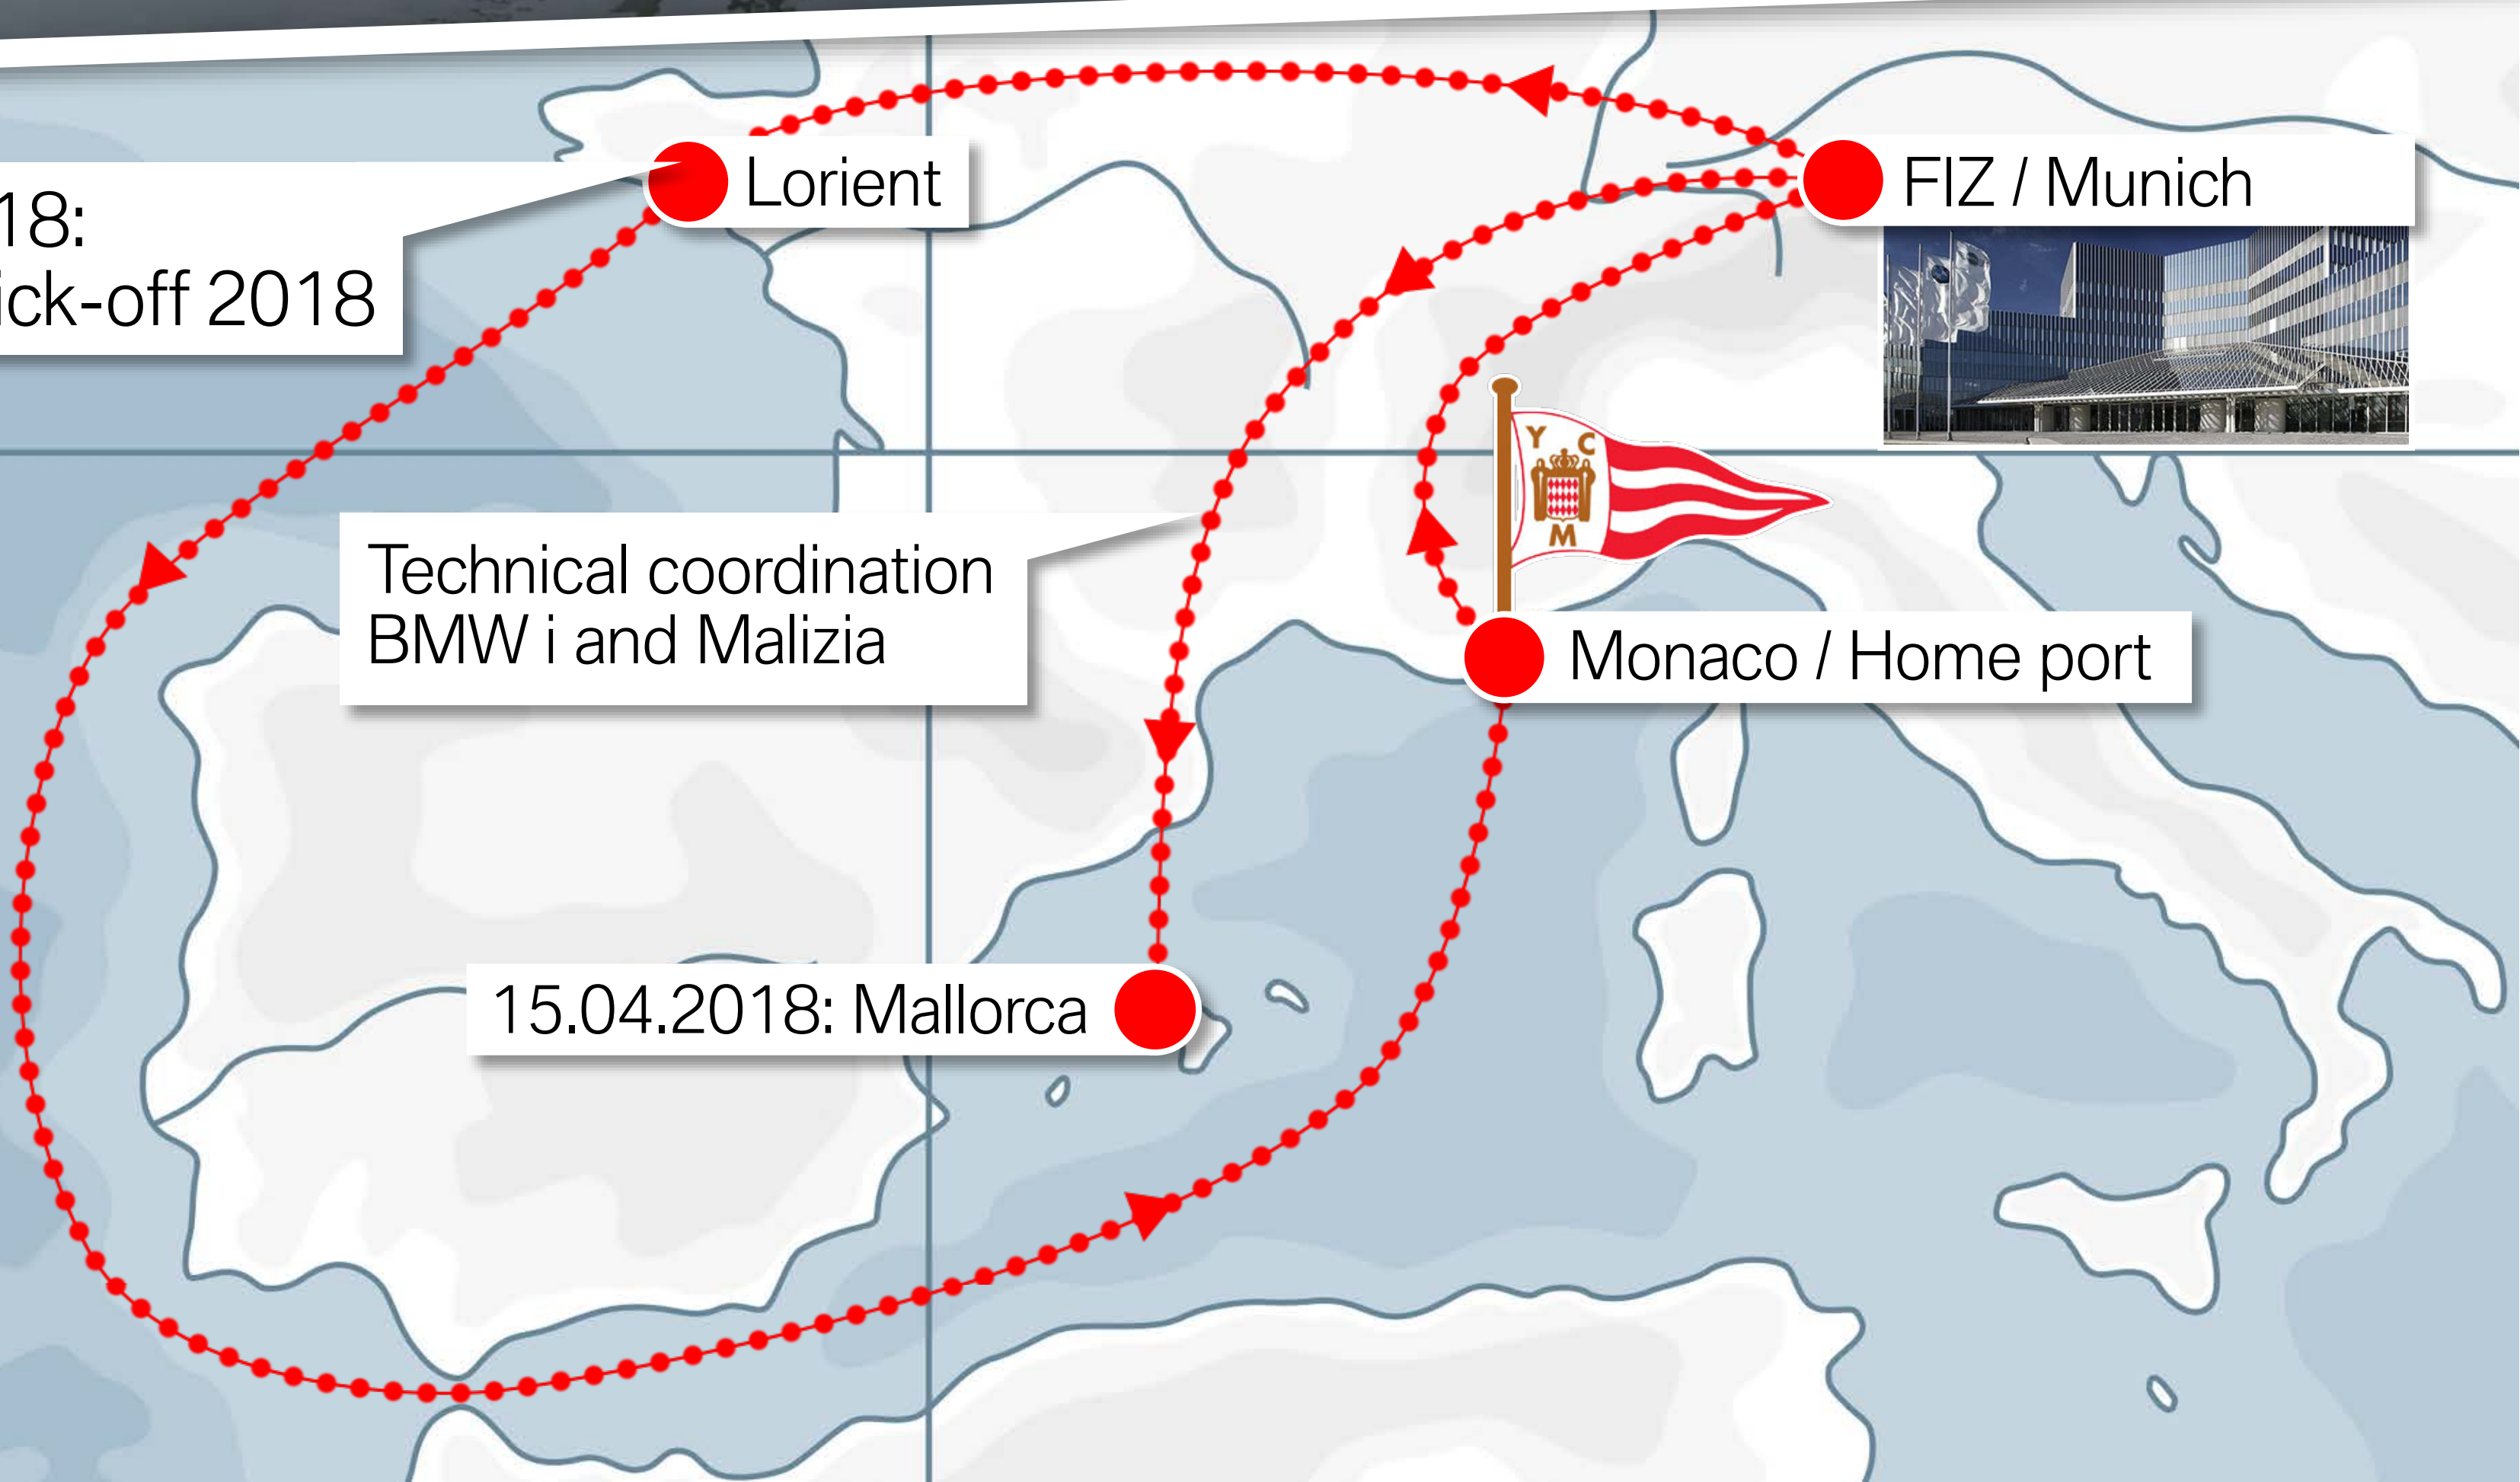 Lorient
FIZ / Munich
18:
ick-off 2018
Y C
M
Technical coordination
BMW i and Malizia
Monaco / Home port
15.04.2018: Mallorca